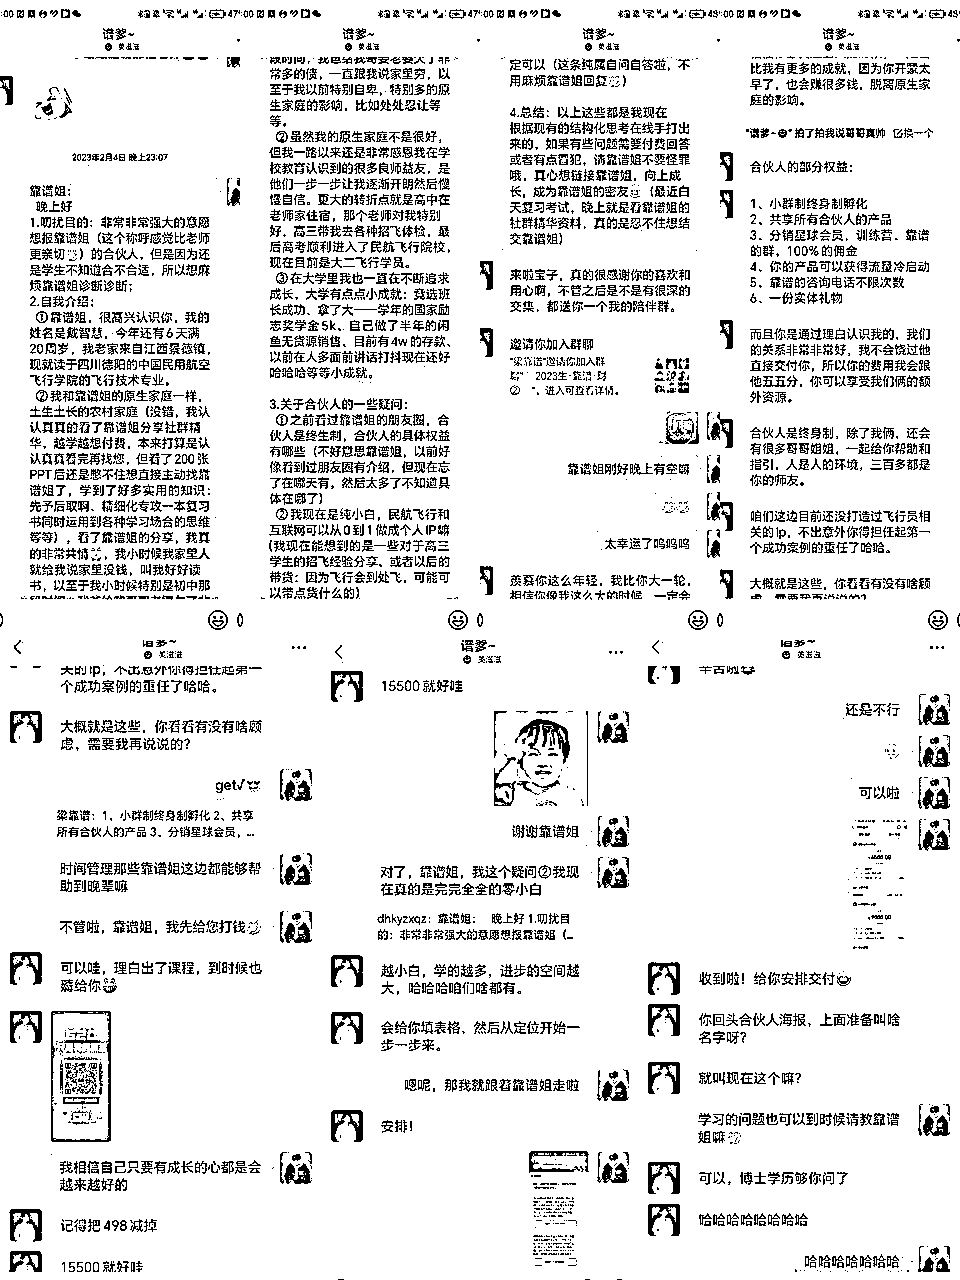 谱爹~
2023年2月4日 晚上23:07
靠谱姐:
晚上好
1.叨扰目的：非常非常强大的意愿
想报靠谱姐（这个称呼感觉比老师
更亲切）的合伙人，但是因为还
是学生不知道合不合适，所以想麻
烦靠谱姐诊断诊断;
2.自我介绍：
①靠谱姐，很高兴认识你，我的
姓名是戴智慧，今年还有6天满
20周岁，我老家来自江西景德镇，
现就读于四川德阳的中国民用航空
飞行学院的飞行技术专业。
②我和靠谱姐的原生家庭一样，
土生土长的农村家庭（没错，我认
认真真的看了靠谱姐分享社群精
华，越学越想付费，本来打算是认
认真真看完再找您，但看了200张
PPT后还是憋不住想直接主动找靠
谱姐了，学到了好多实用的知识：
先予后取啊、精细化专攻一本复习
书同时运用到各种学习场合的思维
等等），看了靠谱姐的分享，我真
的非常共情，我小时候我家里人
就给我说家里没钱，叫我好好读
书，以至于我小时候特别是初中那
谱爹~
常多的债，一直跟我说家里穷，以
至于我以前特别自卑，特别多的原
生家庭的影响，比如处处忍让等
等。
②虽然我的原生家庭不是很好，
但我一路以来还是非常感恩我在学
校教育认识到的很多良师益友，是
他们一步一步让我逐渐开朗然后慢
慢自信。更大的转折点就是高中在
老师家住宿，那个老师对我特别
好，高三带我去各种招飞体检，最
后高考顺利进入了民航飞行院校，
现在目前是大二飞行学员。
③在大学里我也一直在不断追求
成长，大学有点点小成就：竞选班
长成功、拿了大一学年的国家励
志奖学金5k、自己做了半年的闲
鱼无货源销售、目前有4w的存款、
以前在人多面前讲话打抖现在还好
哈哈哈等等小成就。
3.关于合伙人的一些疑问：
①之前看过靠谱姐的朋友圈，合
伙人是终生制，合伙人的具体权益
有哪些（不好意思靠谱姐，以前好
像看到过朋友圈有介绍，但现在忘
了在哪天有，然后太多了不知道具
体在哪了）
②我现在是纯小白，民航飞行和
互联网可以从0到1做成个人IP嘛
(我现在能想到的是一些对于高三
学生的招飞经验分享、或者以后的
带货：因为飞行会到处飞，可能可
以带点货什么的）
谱爹~
定可以（这条纯属自问自答啦，不
用麻烦靠谱姐回复）
4.总结：以上这些都是我现在
根据现有的结构化思考在线手打出
来的，如果有些问题需要付费回答
或者有点冒犯，请靠谱姐不要怪罪
哦，真心想链接靠谱姐，向上成
长，成为靠谱姐的密友（最近白
天复习考试，晚上就是看靠谱姐的
社群精华资料，真的是忍不住想结
交靠谱姐）
来啦宝子，真的很感谢你的喜欢和
用心啊，不管之后是不是有很深的
交集，都送你一个我的陪伴群。
邀请你加入群聊
"梁靠谱"邀请你加入群
"，进入可查看详情。
靠谱姐刚好晚上有空嘛
太幸运了呜呜呜
羡慕你这么年轻，我比你大一轮，
相信你像我这么大的时候，一定会
谱爹~
比我有更多的成就，因为你开蒙太
早了，也会赚很多钱，脱离原生家
庭的影响。
合伙人的部分权益：
1、小群制终身制孵化
2、共享所有合伙人的产品
3、分销星球会员，训练营、靠谱
的群，100%的佣金
4、你的产品可以获得流量冷启动
5、靠谱的咨询电话不限次数
6、一份实体礼物
而且你是通过理白认识我的，我们
的关系非常非常好，我不会饶过他
直接交付你，所以你的费用我会跟
他五五分，你可以享受我们俩的额
外资源。
合伙人是终身制，除了我俩，还会
有很多哥哥姐姐，一起给你帮助和
指引，人是人的环境，三百多都是
你的师友。
咱们这边目前还没打造过飞行员相
关的ip，不出意外你得担任起第一
个成功案例的重任了哈哈。
大概就是这些，你看看有没有啥顾
谱爹~
关的ip，不出意外你得担任起第一
个成功案例的重任了哈哈。
大概就是这些，你看看有没有啥顾
虑，需要我再说说的？
get√
梁靠谱：1、小群制终身制孵化 2、共享
所有合伙人的产品 3、分销星球会员，...
时间管理那些靠谱姐这边都能够帮
助到晚辈嘛
不管啦，靠谱姐，我先给您打钱
可以哇，理白出了课程，到时候也
薅给你
我相信自己只要有成长的心都是会
越来越好的
记得把 498 减掉
15500 就好哇
谱爹~
15500 就好哇
谢谢靠谱姐
对了，靠谱姐，我这个疑问②我现
在真的是完完全全的零小白
dhkyzxqz：靠谱姐： 晚上好 1.叨扰目
的：非常非常强大的意愿想报靠谱姐（...
越小白，学的越多，进步的空间越
大，哈哈哈咱们啥都有。
会给你填表格，然后从定位开始一
步一步来。
嗯呢，那我就跟着靠谱姐走啦
安排！
谱爹~
辛苦啦
还是不行
可以啦
收到啦！给你安排交付
你回头合伙人海报，上面准备叫啥
名字呀？
就叫现在这个嘛？
学习的问题也可以到时候请教靠谱
姐嘛
可以，博士学历够你问了
哈哈哈哈哈哈哈哈
哈哈哈哈哈哈哈